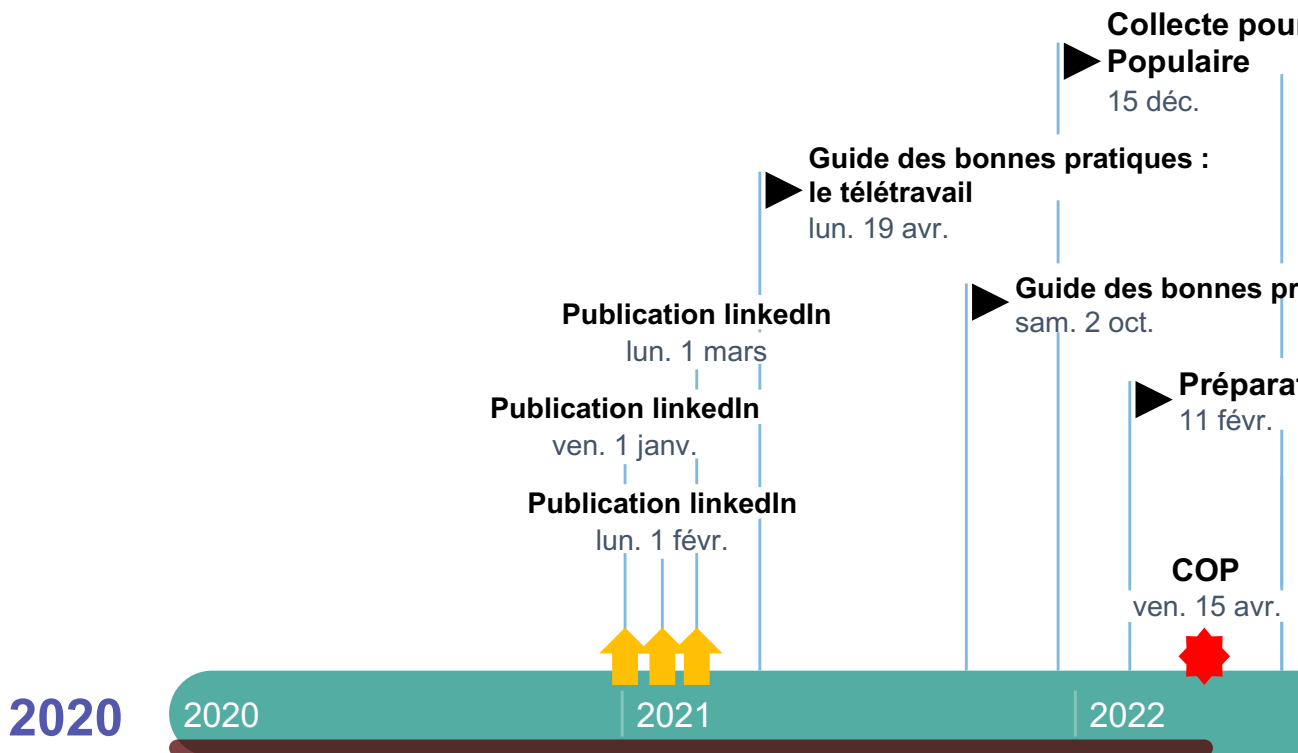 Collecte pour
Populaire
15 déc.
Guide des bonnes pratiques :
le télétravail
lun. 19 avr.
Guide des bonnes pr
sam. 2 oct.
Publication linkedIn
lun. 1 mars
Préparat
11 févr.
Publication linkedIn
ven. 1 janv.
Publication linkedIn
lun. 1 févr.
COP
ven. 15 avr.
2020
2020
2021
2022